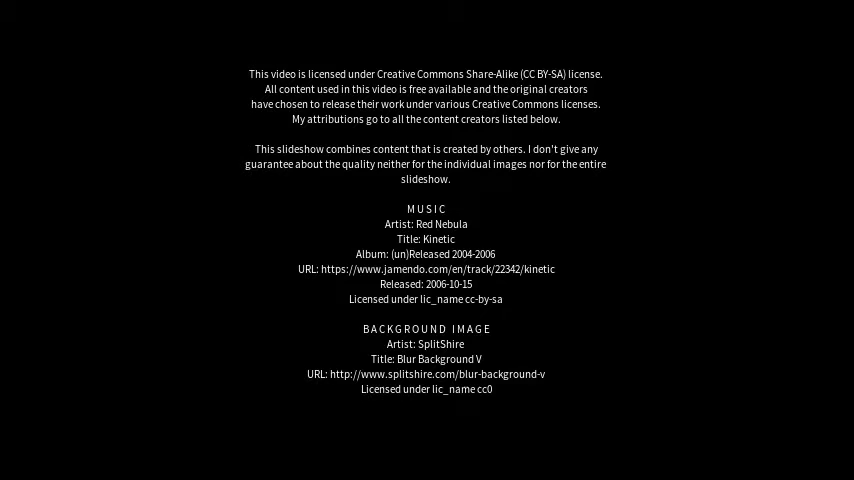 This video is licensed under Creative Commons Share-Alike (CC BY-SA) license.
All content used in this video is free available and the original creators
have chosen to release their work under various Creative Commons licenses.
My attributions go to all the content creators listed below.
This slideshow combines content that is created by others. I don't give any
guarantee about the quality neither for the individual images nor for the entire
slideshow.
MUSIC
Artist: Red Nebula
Title: Kinetic
Album: (un)Released 2004-2006
URL: https://www.jamendo.com/en/track/22342/kinetic
Released: 2006-10-15
Licensed under lic_name cc-by-sa
BACKGROUND IMAGE
Artist: SplitShire
Title: Blur Background V
URL: http://www.splitshire.com/blur-background-v
Licensed under lic_name cc0